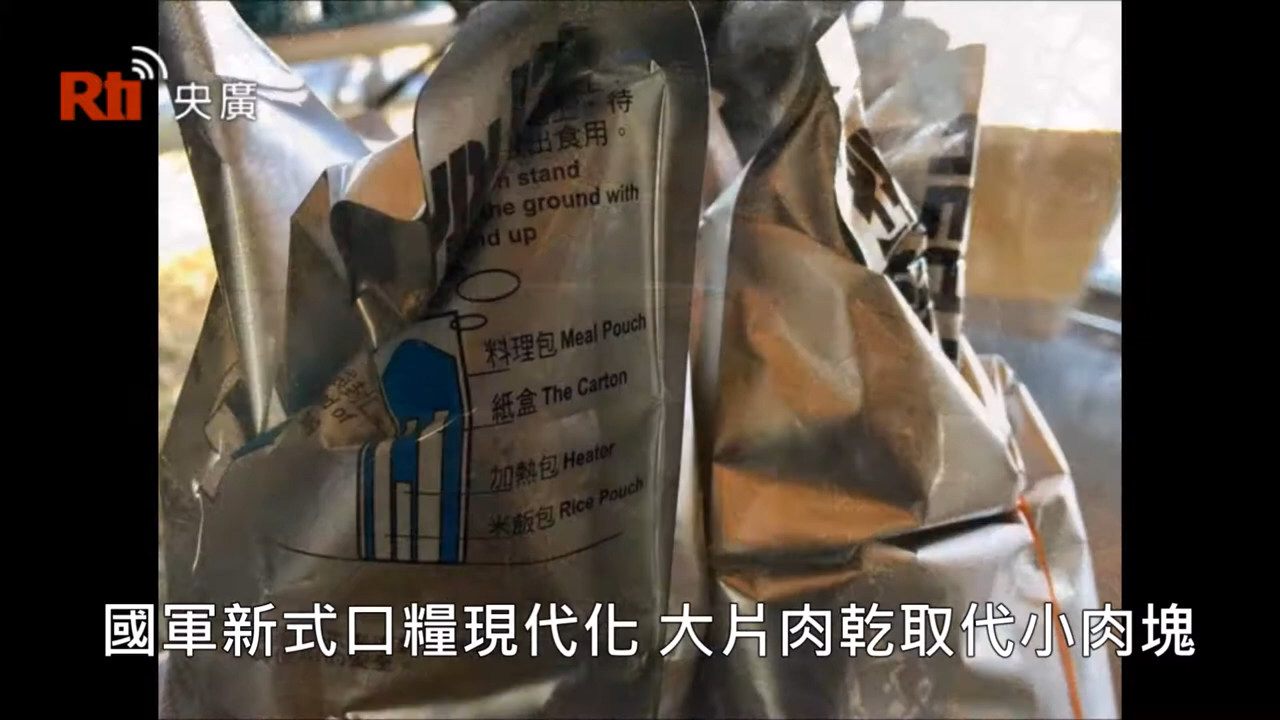 Rti 央廣
待
出食用。
stand
the ground with
up
料理包 Meal Pouch
紙盒 The Carton
加熱包 Heator
米飯包 Rice Pouch
國軍新式口糧現代化 大片肉乾取代小肉塊